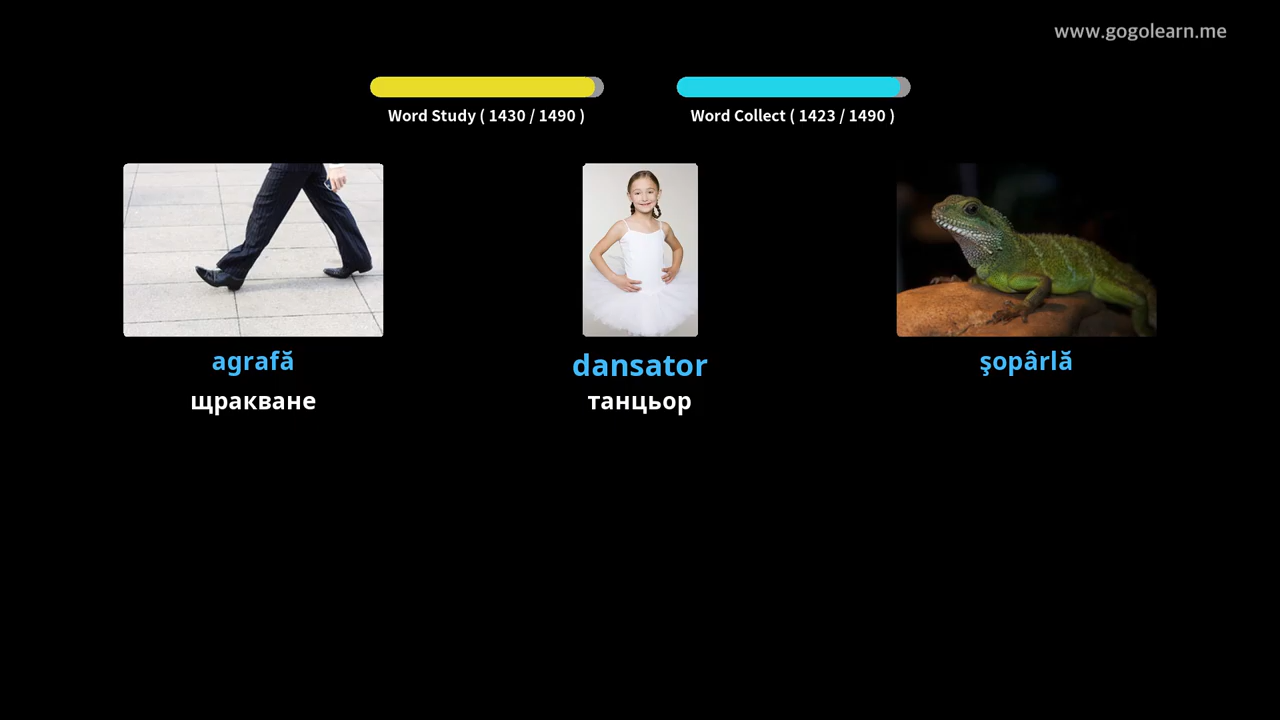 www.gogolearn.me
Word Study ( 1430 / 1490 )
Word Collect ( 1423 / 1490 )
agrafă
dansator
şopârlă
щракване
танцьор